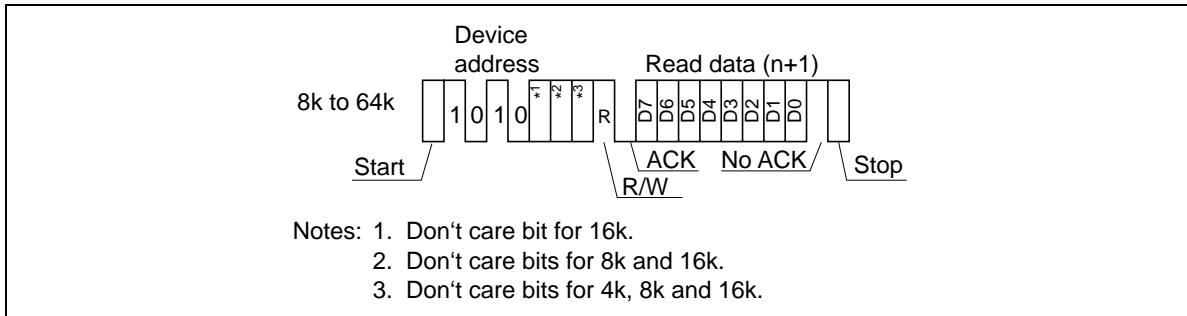 Device
address
Read data (n+1)
8k to 64k
1 0 1 0 *1 *2 *3 R D7 D6 D5 D4 D3 D2 D1 D0
Start
ACK
No ACK
Stop
R/W
Notes: 1. Don‘t care bit for 16k.
2. Don‘t care bits for 8k and 16k.
3. Don‘t care bits for 4k, 8k and 16k.